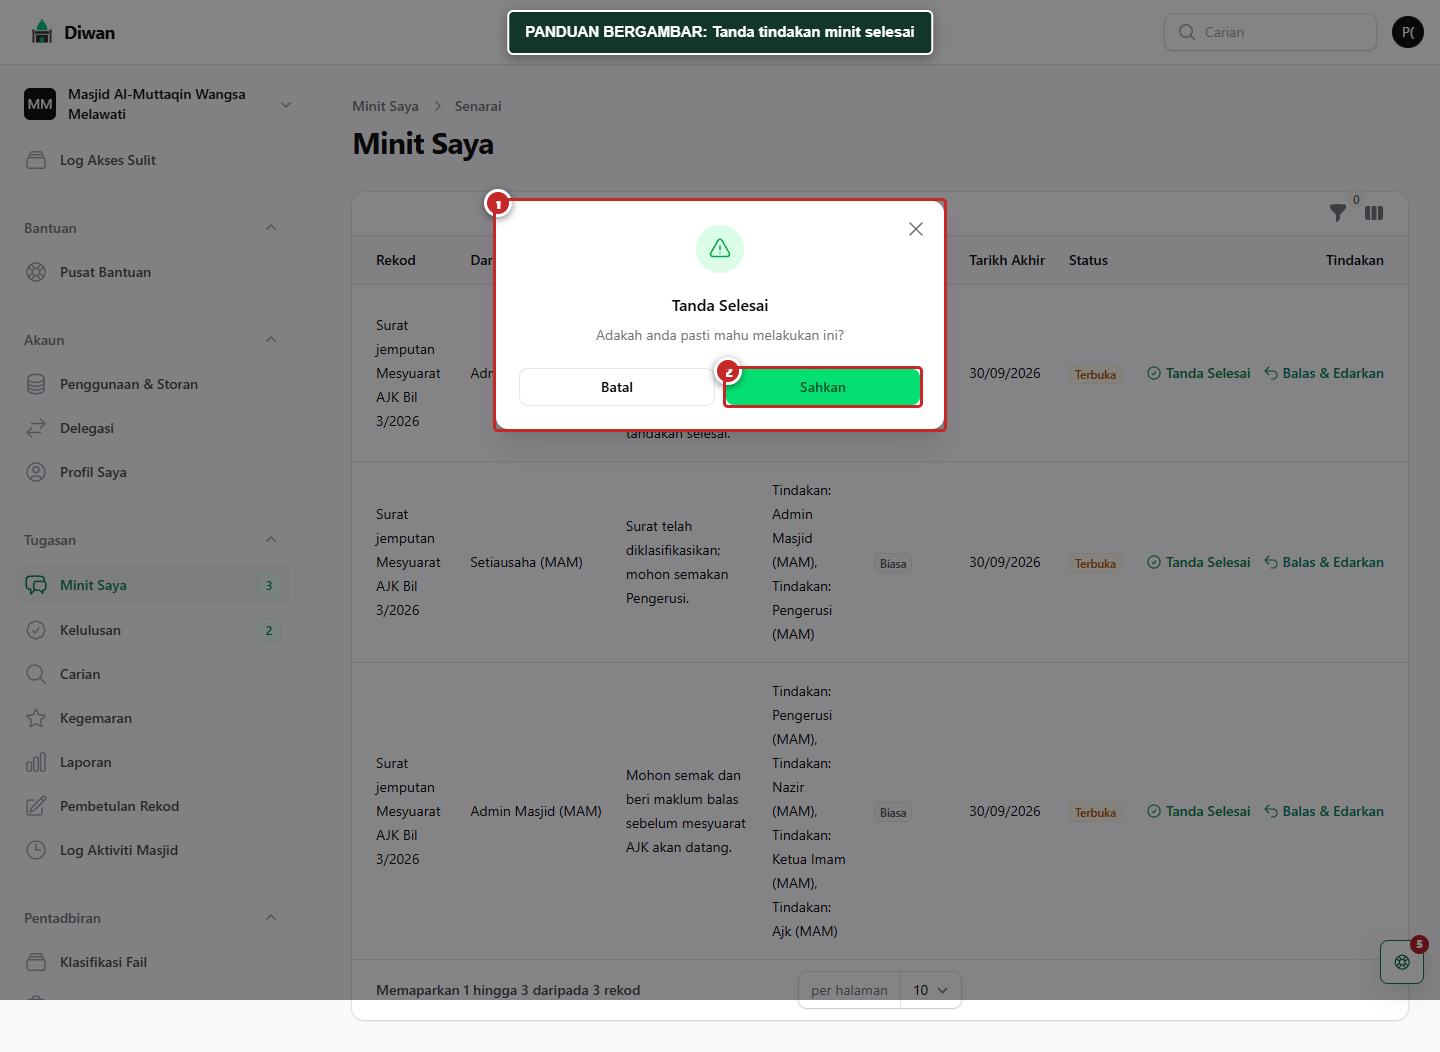 Diwan
PANDUAN BERGAMBAR: Tanda tindakan minit selesai
Carian
P(
MM
Masjid Al-Muttaqin Wangsa
Melawati
Log Akses Sulit
Bantuan
Pusat Bantuan
Akaun
Penggunaan & Storan
Delegasi
Profil Saya
Tugasan
Minit Saya
3
Kelulusan
2
Carian
Kegemaran
Laporan
Pembetulan Rekod
Log Aktiviti Masjid
Pentadbiran
Klasifikasi Fail
Minit Saya
Senarai
Minit Saya
0
Rekod
Tarikh Akhir
Status
Tindakan
1
Tanda Selesai
Adakah anda pasti mahu melakukan ini?
Batal
2
Sahkan
Surat
jemputan
Mesyuarat
AJK Bil
3/2026
tandakan selesai.
30/09/2026
Terbuka
Tanda Selesai
Balas & Edarkan
Surat
jemputan
Mesyuarat
AJK Bil
3/2026
Setiausaha (MAM)
Surat telah
diklasifikasikan;
mohon semakan
Pengerusi.
Tindakan:
Admin
Masjid
(MAM),
Tindakan:
Pengerusi
(MAM)
Biasa
30/09/2026
Terbuka
Tanda Selesai
Balas & Edarkan
Surat
jemputan
Mesyuarat
AJK Bil
3/2026
Admin Masjid (MAM)
Mohon semak dan
beri maklum balas
sebelum mesyuarat
AJK akan datang.
Tindakan:
Pengerusi
(MAM),
Tindakan:
Nazir
(MAM),
Tindakan:
Ketua Imam
(MAM),
Tindakan:
Ajk (MAM)
Biasa
30/09/2026
Terbuka
Tanda Selesai
Balas & Edarkan
Memaparkan 1 hingga 3 daripada 3 rekod
per halaman
10
5